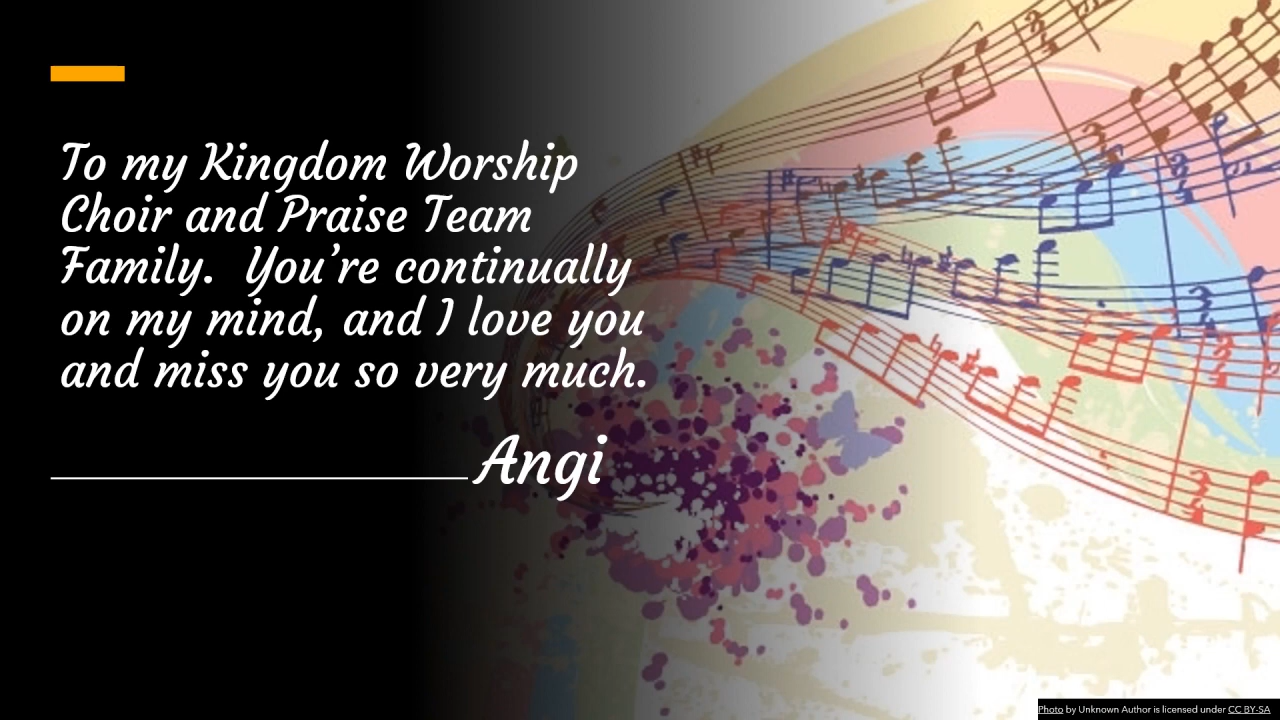 To my Kingdom Worship
Choir and Praise Team
Family.  You’re continually
on my mind, and I love you
and miss you so very much.
Angi
Photo by Unknown Author is licensed under CC BY-SA